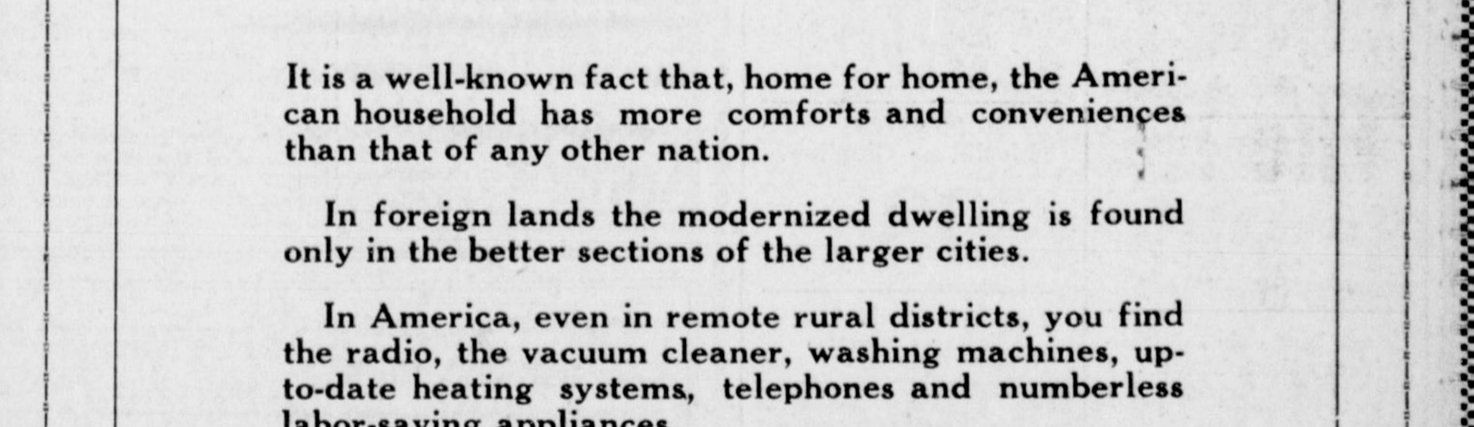 It is a well-known fact that, home for home, the Ameri-
can household has more comforts and conveniences
than that of any other nation.
In foreign lands the modernized dwelling is found
only in the better sections of the larger cities.
In America, even in remote rural districts, you find
the radio, the vacuum cleaner, washing machines, up-
to-date heating systems, telephones and numberless
labor-saving appliances.